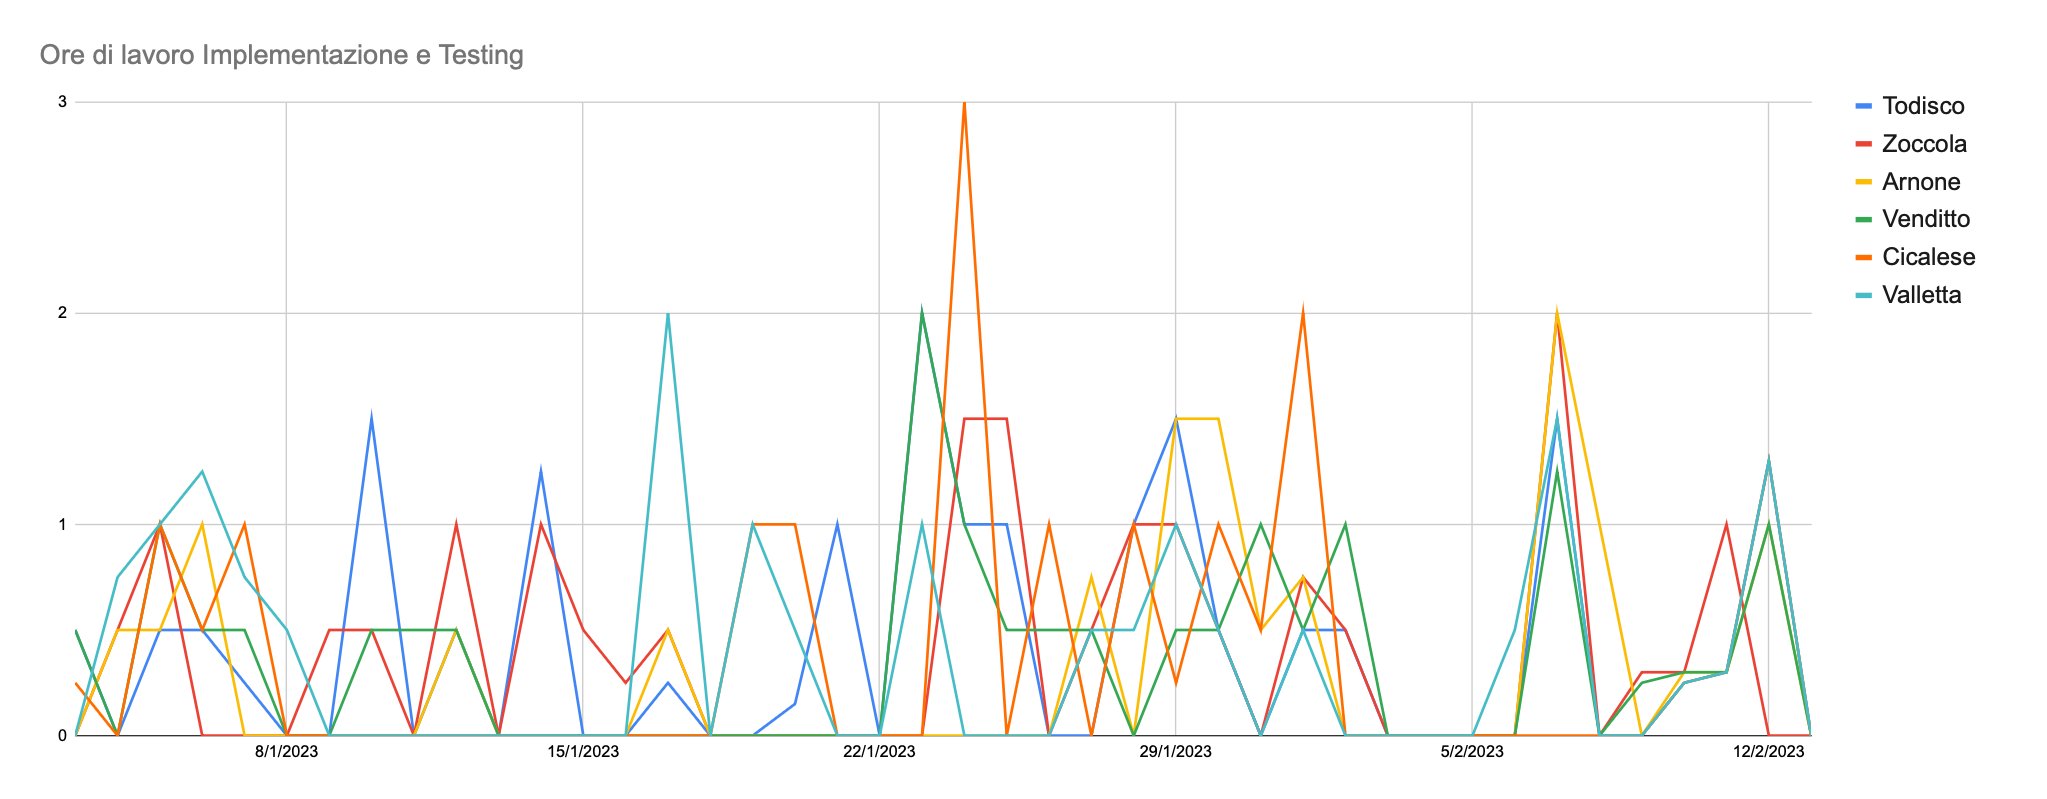 Ore di lavoro Implementazione e Testing
3
2
1
0
8/1/2023
15/1/2023
22/1/2023
29/1/2023
5/2/2023
12/2/2023
Todisco
Zoccola
Arnone
Venditto
Cicalese
Valletta